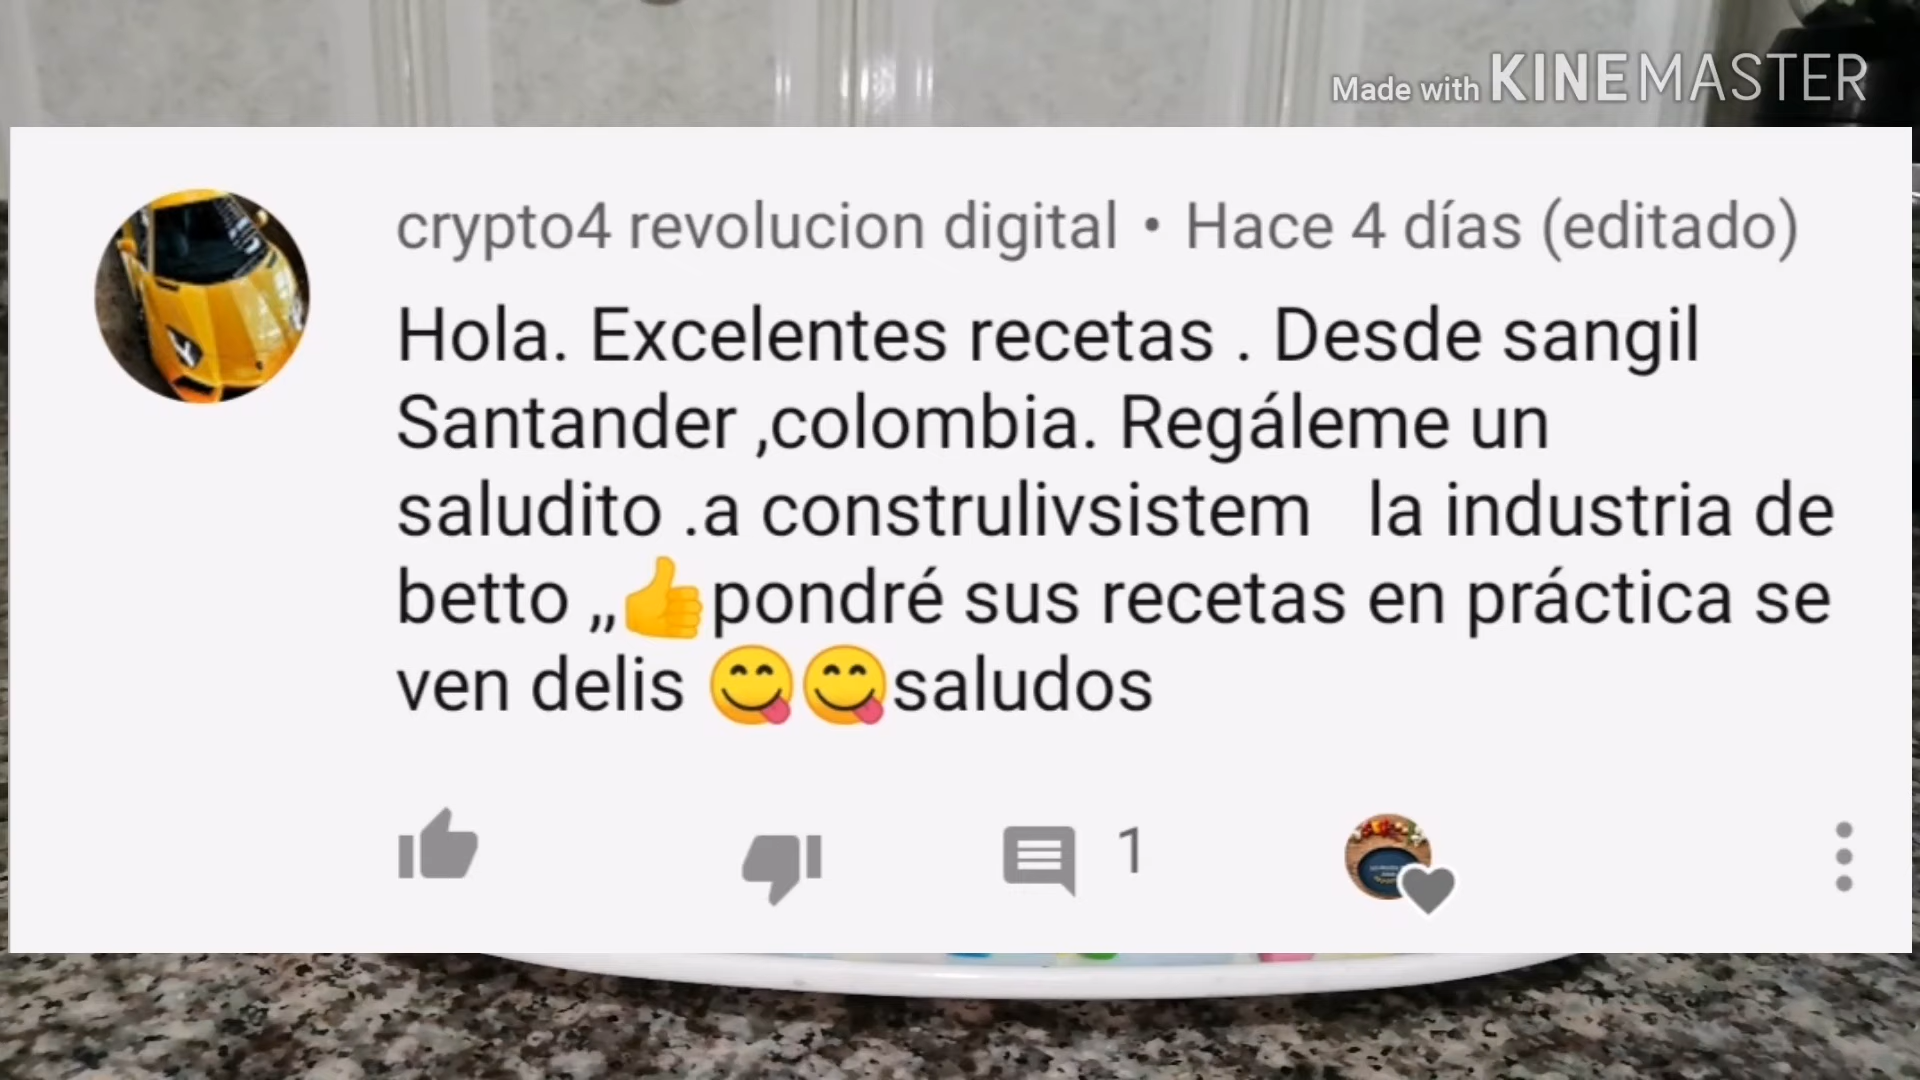 Made with KINEMASTER
crypto4 revolucion digital • Hace 4 días (editado)
Hola. Excelentes recetas . Desde sangil
Santander ,colombia. Regáleme un
saludito .a construlivsistem   la industria de
betto ,,👍pondré sus recetas en práctica se
ven delis 😋😋saludos
1